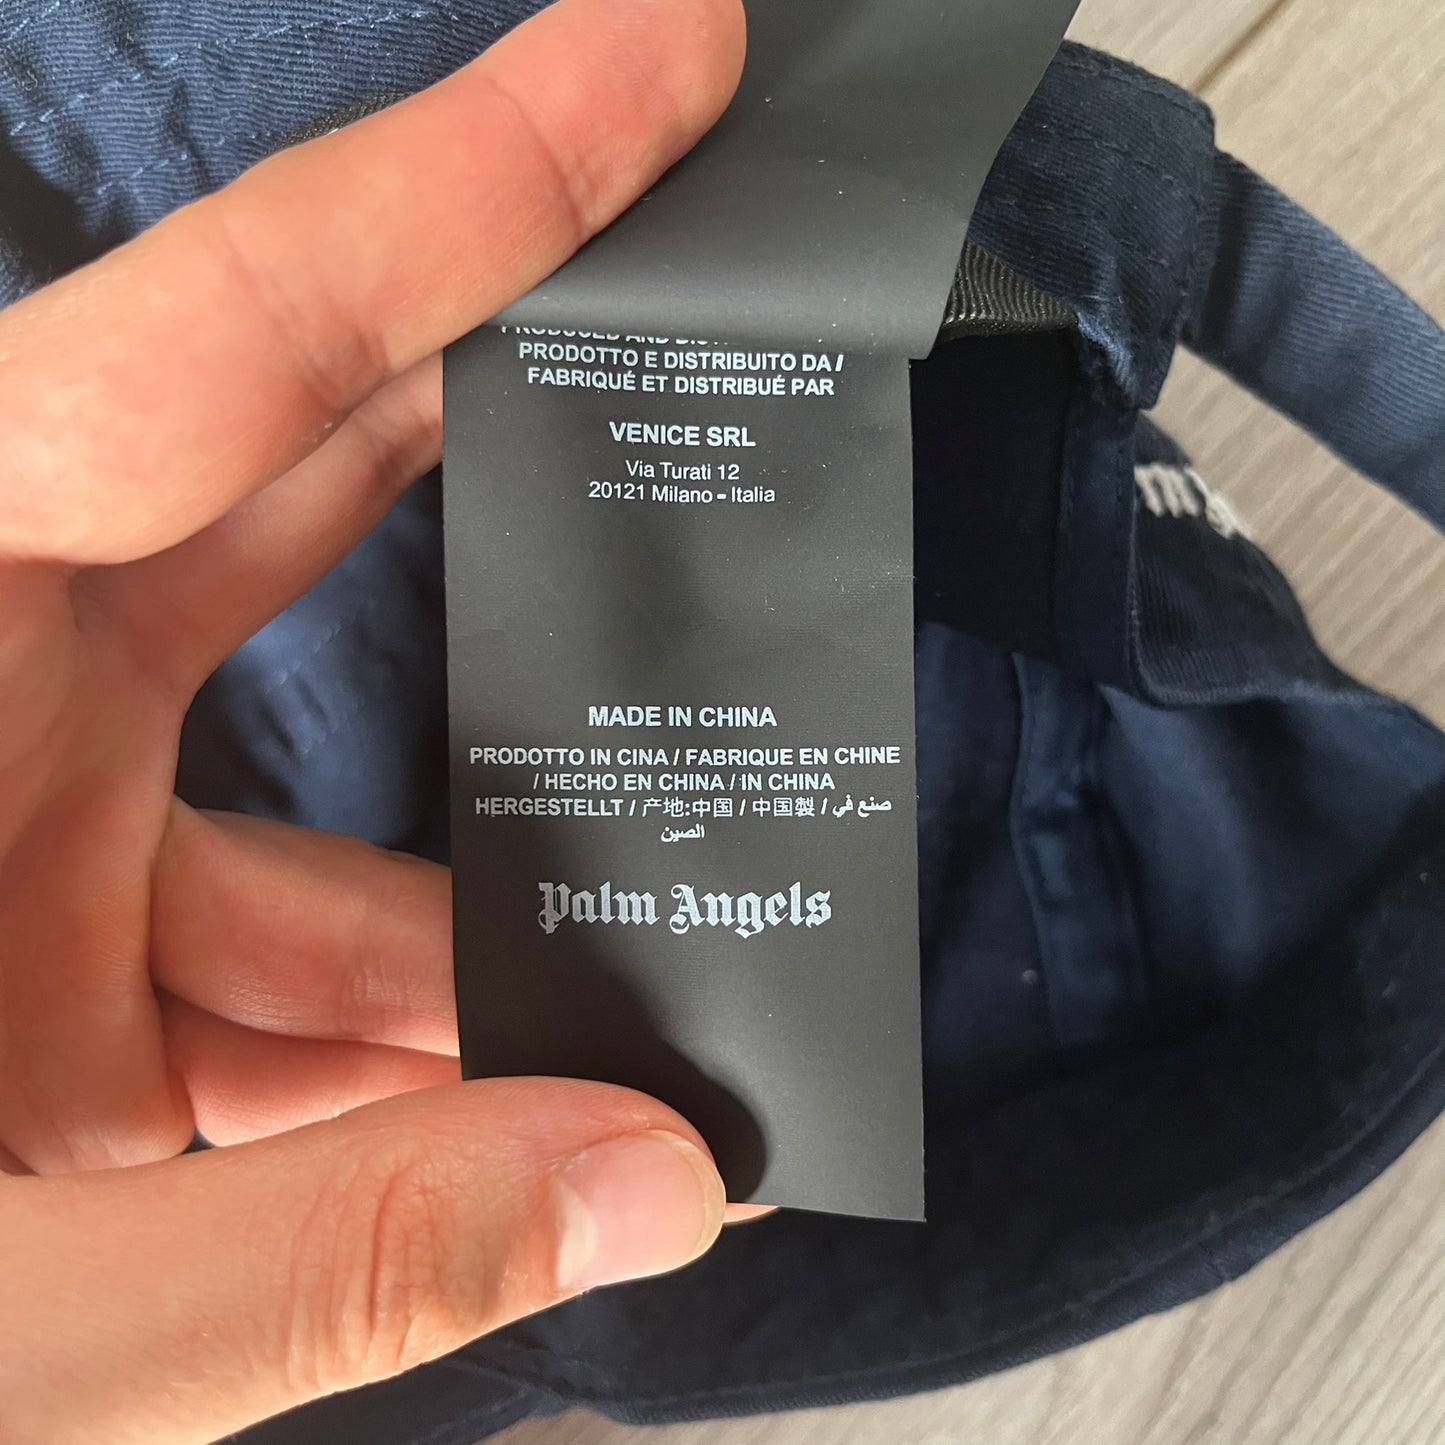 PRODUCED AND
PRODOTTO E DISTRIBUITO DA /
FABRIQUÉ ET DISTRIBUÉ PAR
VENICE SRL
Via Turati 12
20121 Milano - Italia
MADE IN CHINA
PRODOTTO IN CINA / FABRIQUE EN CHINE
/ HECHO EN CHINA / IN CHINA
HERGESTELLT / 产地:中国 / 中国製 / صنع في
الصين
Palm Angels